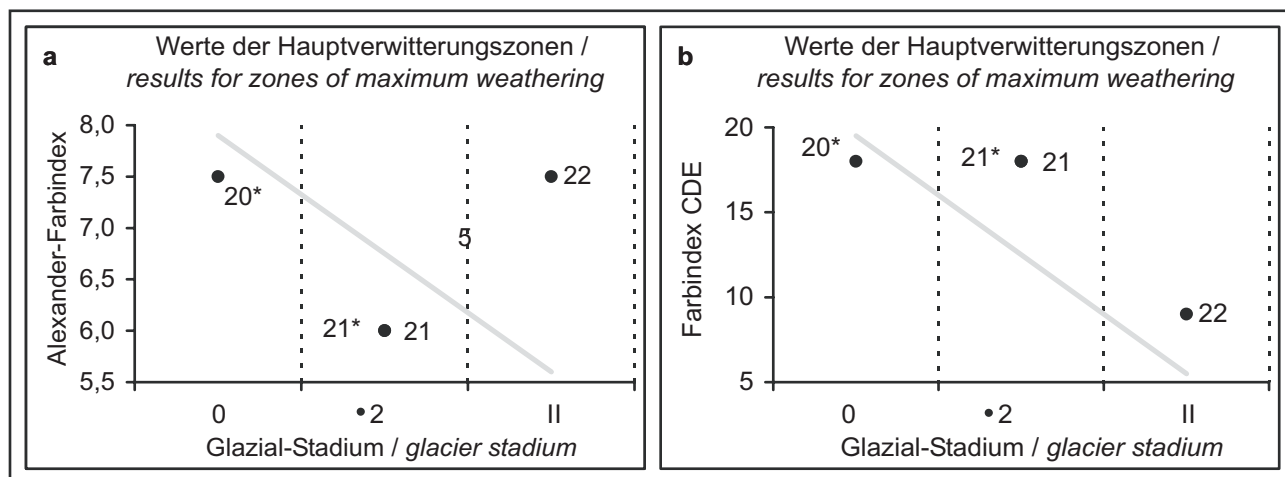 a
Werte der Hauptverwitterungszonen /
results for zones of maximum weathering
Alexander-Farbindex
8,0
7,5
7,0
6,5
6,0
5,5
20*
22
5
21* 21
0 •2 II
Glazial-Stadium / glacier stadium
b
Werte der Hauptverwitterungszonen /
results for zones of maximum weathering
Farbindex CDE
20
15
10
5
20*
21* 21
22
0 •2 II
Glazial-Stadium / glacier stadium